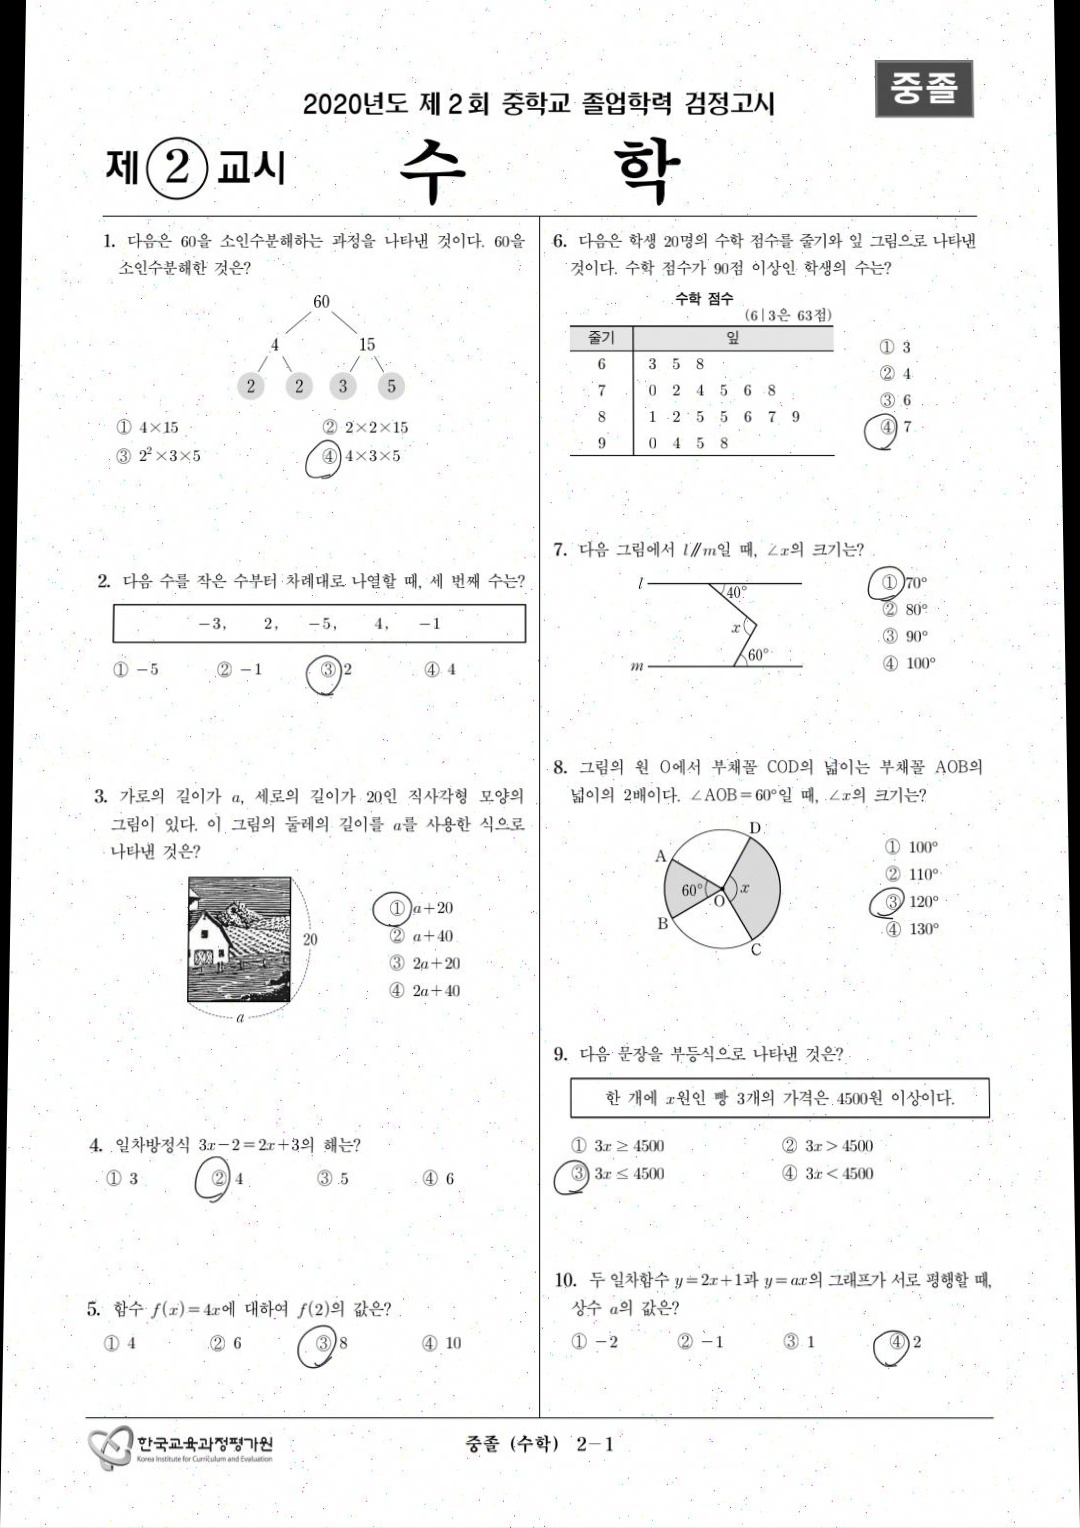 중졸
2020년도 제 2 회 중학교 졸업학력 검정고시
제 ② 교시 수 학
1. 다음은 60을 소인수분해하는 과정을 나타낸 것이다. 60을
소인수분해한 것은?
60
4 15
2 2 3 5
① 4×15 ② 2×2×15
③ 2²×3×5 ④ 4×3×5
2. 다음 수를 작은 수부터 차례대로 나열할 때, 세 번째 수는?
−3, 2, −5, 4, −1
① −5 ② −1 ③ 2 ④ 4
3. 가로의 길이가 a, 세로의 길이가 20인 직사각형 모양의
그림이 있다. 이 그림의 둘레의 길이를 a를 사용한 식으로
나타낸 것은?
20
a
① a+20
② a+40
③ 2a+20
④ 2a+40
4. 일차방정식 3x−2=2x+3의 해는?
① 3 ② 4 ③ 5 ④ 6
5. 함수 f(x)=4x에 대하여 f(2)의 값은?
① 4 ② 6 ③ 8 ④ 10
6. 다음은 학생 20명의 수학 점수를 줄기와 잎 그림으로 나타낸
것이다. 수학 점수가 90점 이상인 학생의 수는?
수학 점수
(6|3은 63점)
줄기 잎
6 3 5 8
7 0 2 4 5 6 8
8 1 2 5 5 6 7 9
9 0 4 5 8
① 3
② 4
③ 6
④ 7
7. 다음 그림에서 l∥m일 때, ∠x의 크기는?
l
40°
x
60°
m
① 70°
② 80°
③ 90°
④ 100°
8. 그림의 원 O에서 부채꼴 COD의 넓이는 부채꼴 AOB의
넓이의 2배이다. ∠AOB=60°일 때, ∠x의 크기는?
D
A
60° x
O
B
C
① 100°
② 110°
③ 120°
④ 130°
9. 다음 문장을 부등식으로 나타낸 것은?
한 개에 x원인 빵 3개의 가격은 4500원 이상이다.
① 3x ≥ 4500 ② 3x > 4500
③ 3x ≤ 4500 ④ 3x < 4500
10. 두 일차함수 y=2x+1과 y=ax의 그래프가 서로 평행할 때,
상수 a의 값은?
① −2 ② −1 ③ 1 ④ 2
한국교육과정평가원
Korea Institute for Curriculum and Evaluation
중졸 (수학) 2−1